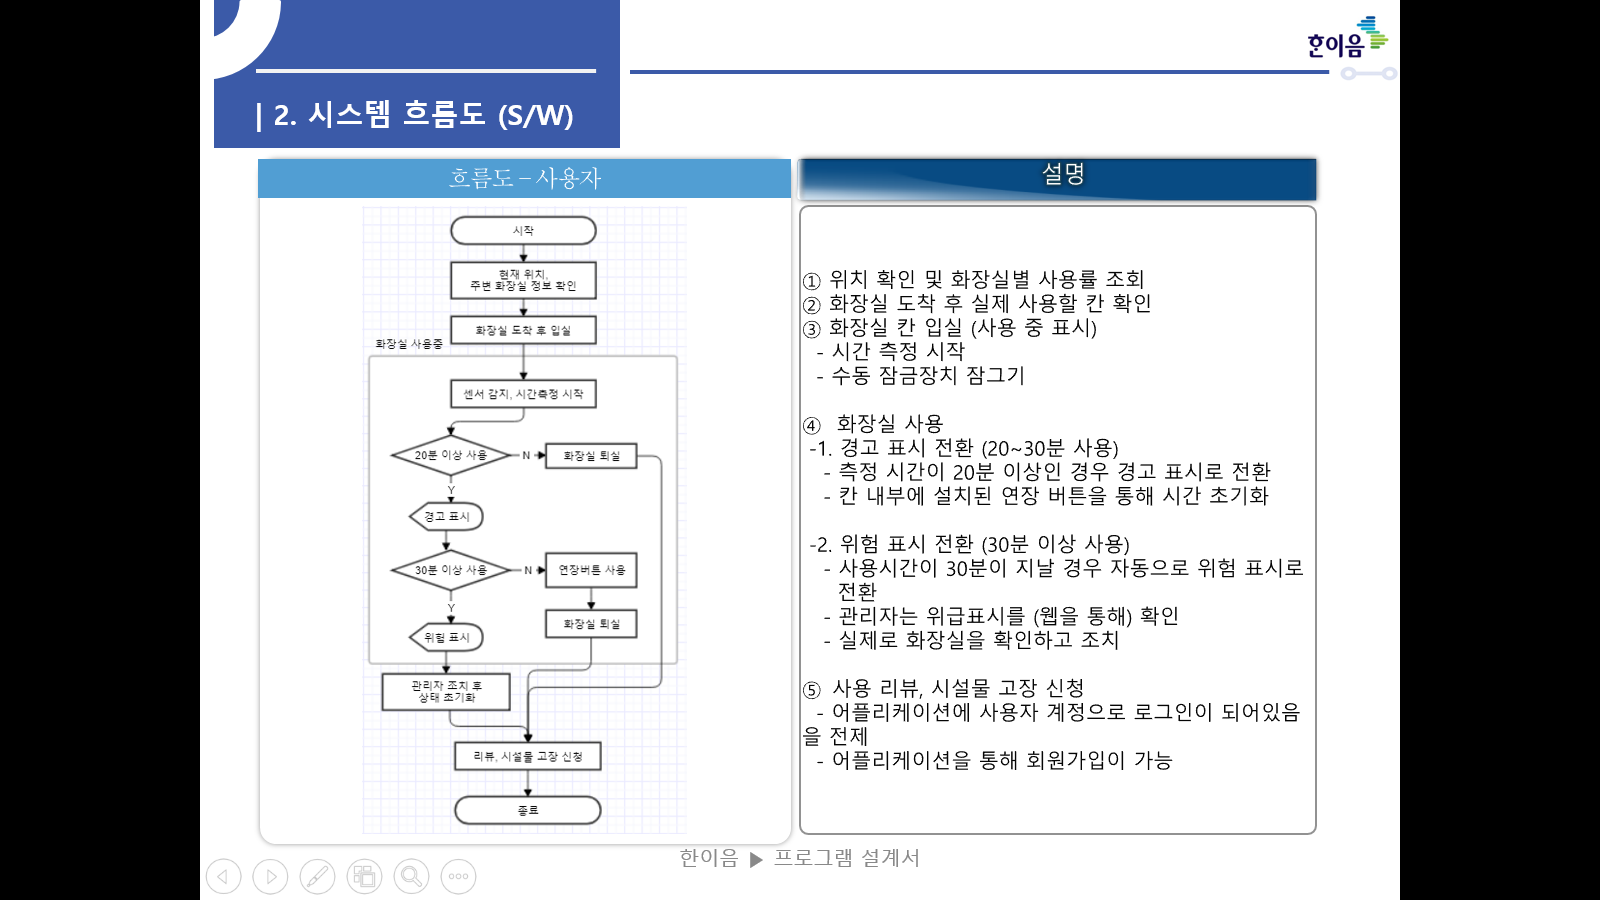 한이음
| 2. 시스템 흐름도 (S/W)
흐름도 – 사용자
시작
현재 위치,
주변 화장실 정보 확인
화장실 도착 후 입실
화장실 사용중
센서 감지, 시간측정 시작
20분 이상 사용
N
화장실 퇴실
Y
경고 표시
30분 이상 사용
N
연장버튼 사용
Y
화장실 퇴실
위험 표시
관리자 조치 후
상태 초기화
리뷰, 시설물 고장 신청
종료
설명
① 위치 확인 및 화장실별 사용률 조회
② 화장실 도착 후 실제 사용할 칸 확인
③ 화장실 칸 입실 (사용 중 표시)
- 시간 측정 시작
- 수동 잠금장치 잠그기
④ 화장실 사용
-1. 경고 표시 전환 (20~30분 사용)
- 측정 시간이 20분 이상인 경우 경고 표시로 전환
- 칸 내부에 설치된 연장 버튼을 통해 시간 초기화
-2. 위험 표시 전환 (30분 이상 사용)
- 사용시간이 30분이 지날 경우 자동으로 위험 표시로
전환
- 관리자는 위급표시를 (웹을 통해) 확인
- 실제로 화장실을 확인하고 조치
⑤ 사용 리뷰, 시설물 고장 신청
- 어플리케이션에 사용자 계정으로 로그인이 되어있음
을 전제
- 어플리케이션을 통해 회원가입이 가능
한이음 ▶ 프로그램 설계서